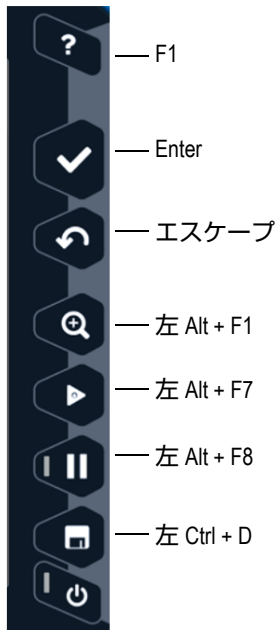 ?
F1
Enter
エスケープ
左 Alt + F1
左 Alt + F7
左 Alt + F8
左 Ctrl + D